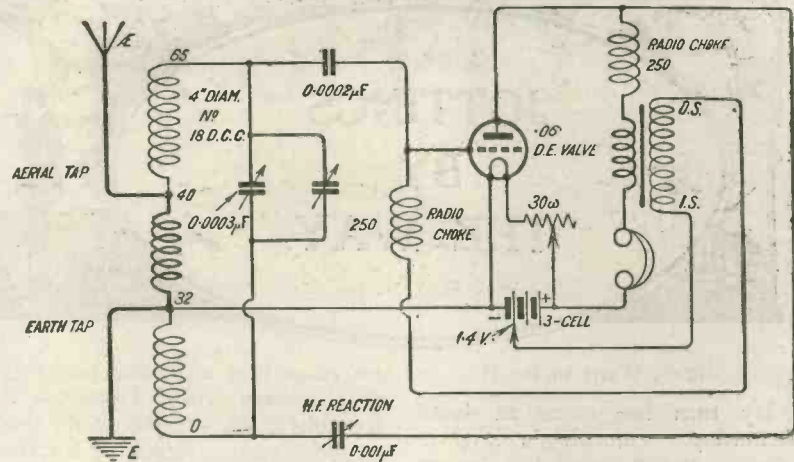 Æ
65
4" DIAM.
Nº
18 D.C.C.
0·0002µF
RADIO CHOKE
250
O.S.
·06
D.E. VALVE
AERIAL TAP
40
0·0003µF
250
RADIO
CHOKE
30ω
I.S.
EARTH TAP
32
- +
3-CELL
1·4 V.
0
H.F. REACTION
0·001µF
E